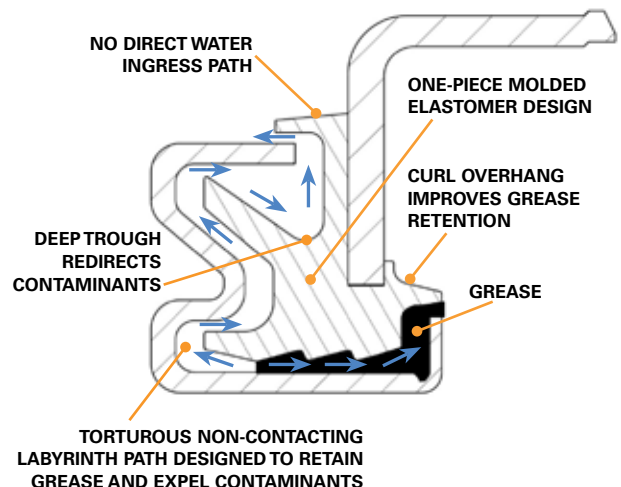 NO DIRECT WATER
INGRESS PATH
ONE-PIECE MOLDED
ELASTOMER DESIGN
CURL OVERHANG
IMPROVES GREASE
RETENTION
DEEP TROUGH
REDIRECTS
CONTAMINANTS
GREASE
TORTUROUS NON-CONTACTING
LABYRINTH PATH DESIGNED TO RETAIN
GREASE AND EXPEL CONTAMINANTS